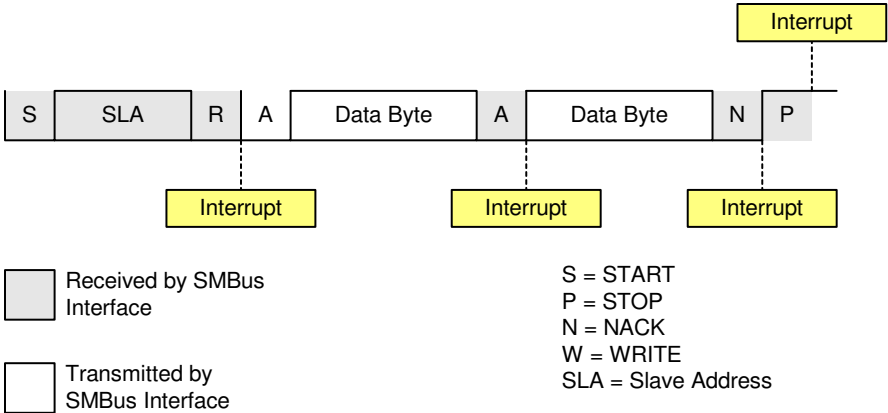 Interrupt
S SLA R A Data Byte A Data Byte N P
Interrupt Interrupt Interrupt
Received by SMBus
Interface
Transmitted by
SMBus Interface
S = START
P = STOP
N = NACK
W = WRITE
SLA = Slave Address